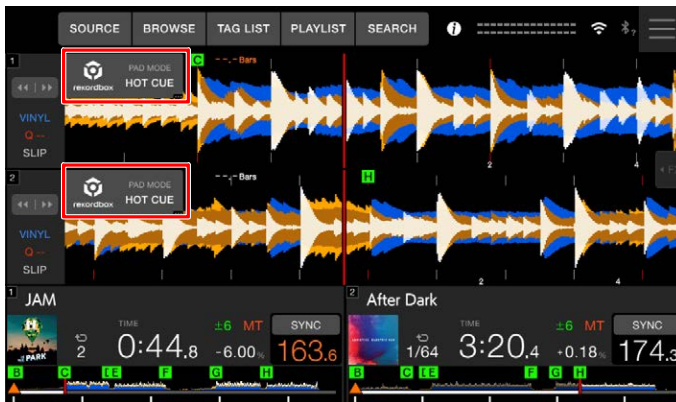 SOURCE BROWSE TAG LIST PLAYLIST SEARCH i
1
rekordbox PAD MODE HOT CUE
C --.- Bars
VINYL
Q --
SLIP
2 4
2
rekordbox PAD MODE HOT CUE
--.- Bars
H
VINYL
Q --
SLIP
2 4
1 JAM
PARK
2
TIME
0:44.8
±6 MT
-6.00%
SYNC
163.6
B C D E F G H
2 After Dark
1/64
TIME
3:20.4
±6 MT
+0.18%
SYNC
174.3
B C D E F G H